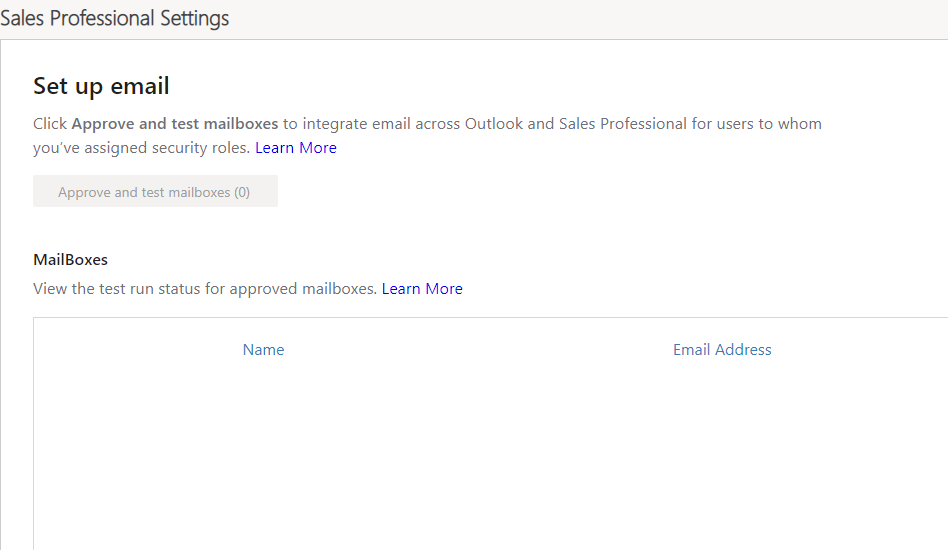 Sales Professional Settings
Set up email
Click Approve and test mailboxes to integrate email across Outlook and Sales Professional for users to whom
you’ve assigned security roles. Learn More
Approve and test mailboxes (0)
MailBoxes
View the test run status for approved mailboxes. Learn More
Name Email Address